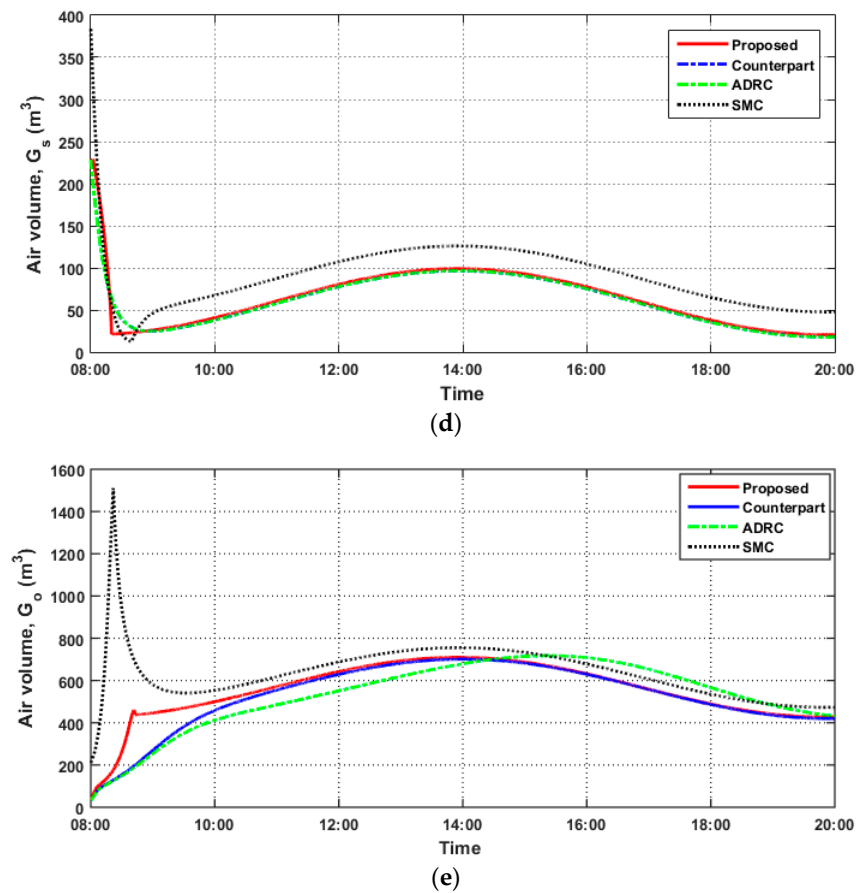 400
350
300
250
200
150
100
50
0
Air volume, G_s (m³)
Proposed
Counterpart
ADRC
SMC
08:00 10:00 12:00 14:00 16:00 18:00 20:00
Time
(d)
1600
1400
1200
1000
800
600
400
200
0
Air volume, G_o (m³)
Proposed
Counterpart
ADRC
SMC
08:00 10:00 12:00 14:00 16:00 18:00 20:00
Time
(e)